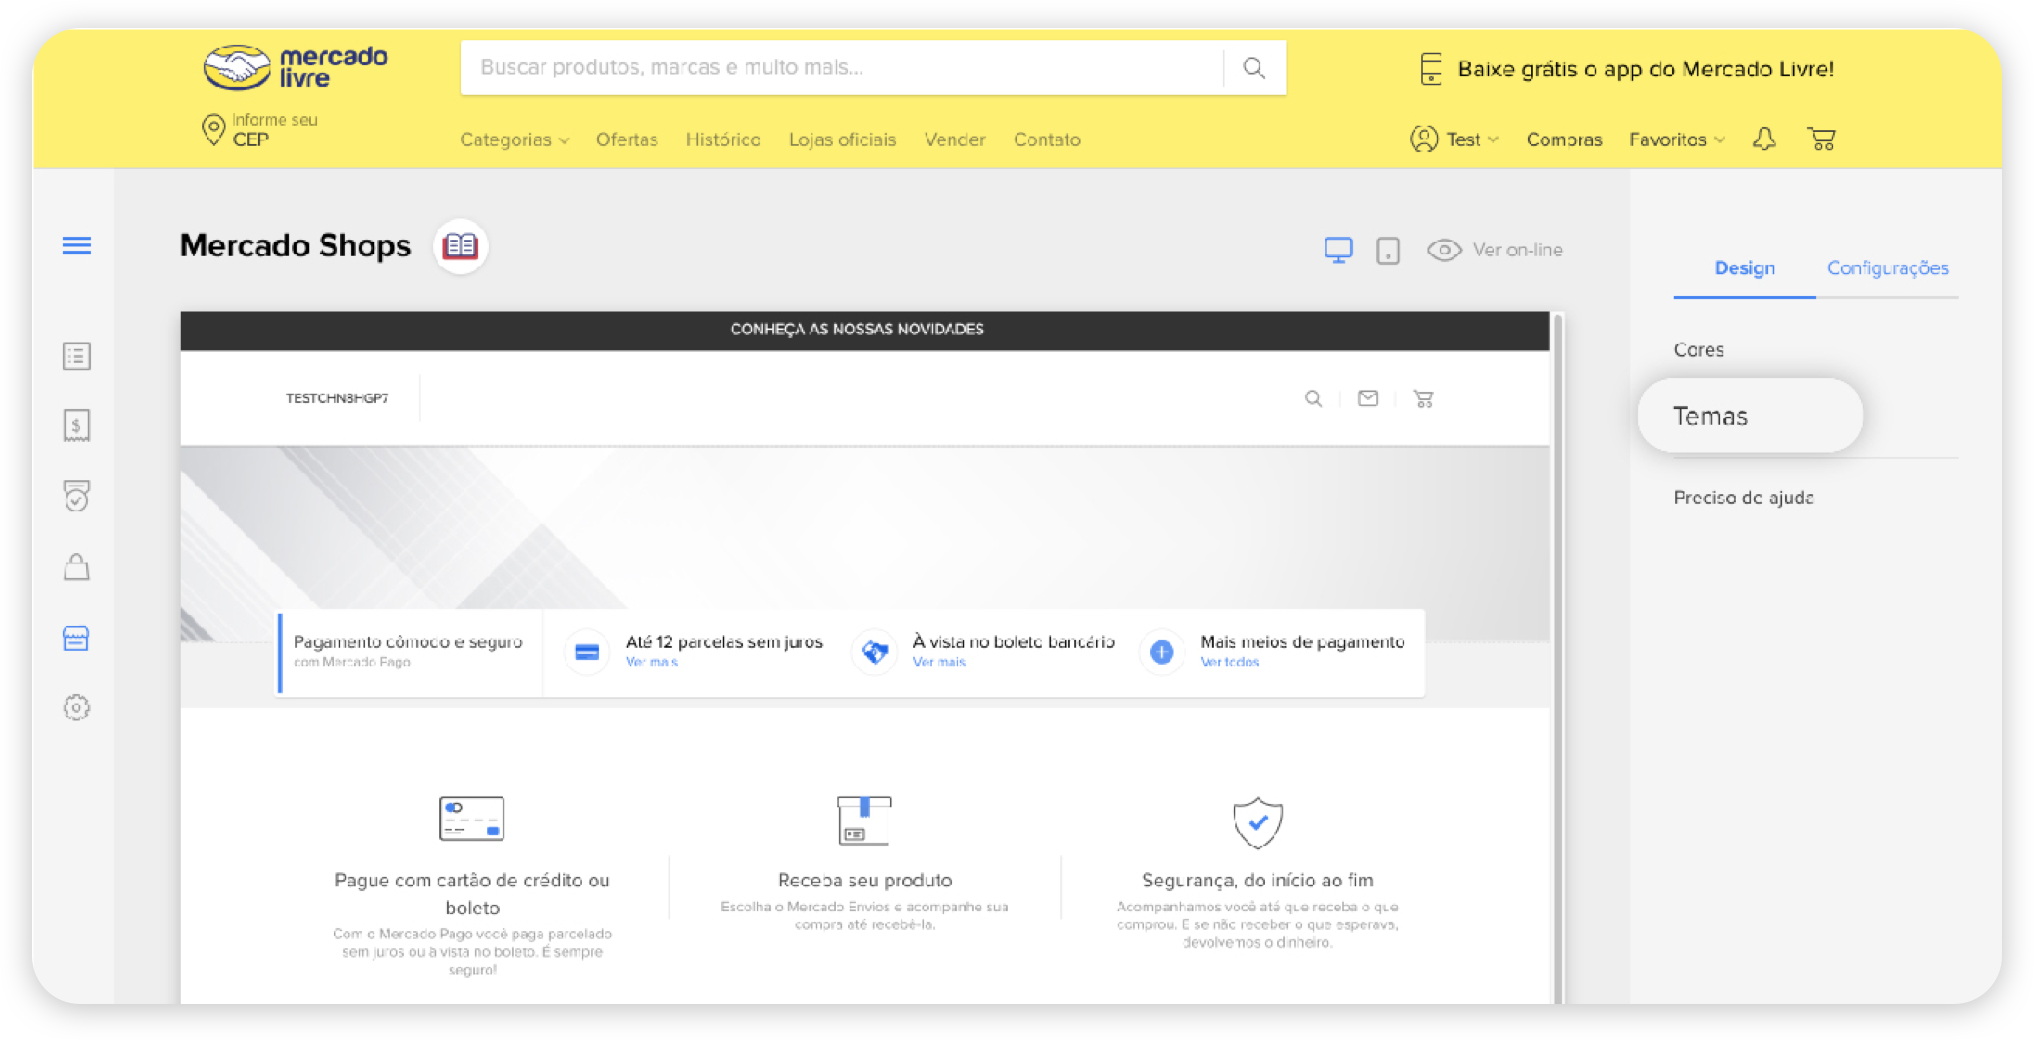 mercado
livre
Buscar produtos, marcas e muito mais...
Baixe grátis o app do Mercado Livre!
Informe seu
CEP
Categorias
Ofertas
Histórico
Lojas oficiais
Vender
Contato
Test
Compras
Favoritos
Mercado Shops
Ver on-line
Design
Configurações
CONHEÇA AS NOSSAS NOVIDADES
Cores
TESTCHN8HGP7
Temas
Preciso de ajuda
Pagamento cômodo e seguro
com Mercado Pago
Até 12 parcelas sem juros
Ver mais
À vista no boleto bancário
Ver mais
Mais meios de pagamento
Ver todos
Pague com cartão de crédito ou
boleto
Com o Mercado Pago você paga parcelado
sem juros ou à vista no boleto. É sempre
seguro!
Receba seu produto
Escolha o Mercado Envios e acompanhe sua
compra até recebê-la.
Segurança, do início ao fim
Acompanhamos você até que receba o que
comprou. E se não receber o que esperava,
devolvemos o dinheiro.
$